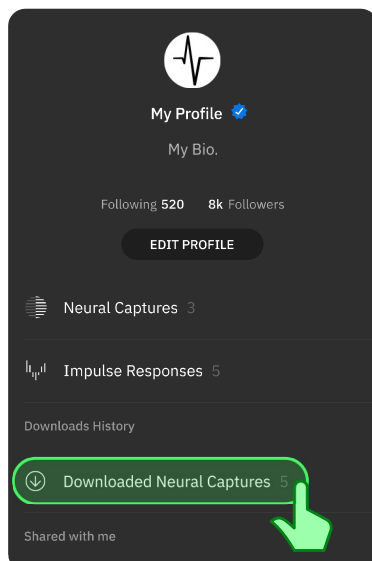 My Profile
My Bio.
Following 520 8k Followers
EDIT PROFILE
Neural Captures 3
Impulse Responses 5
Downloads History
Downloaded Neural Captures 5
Shared with me